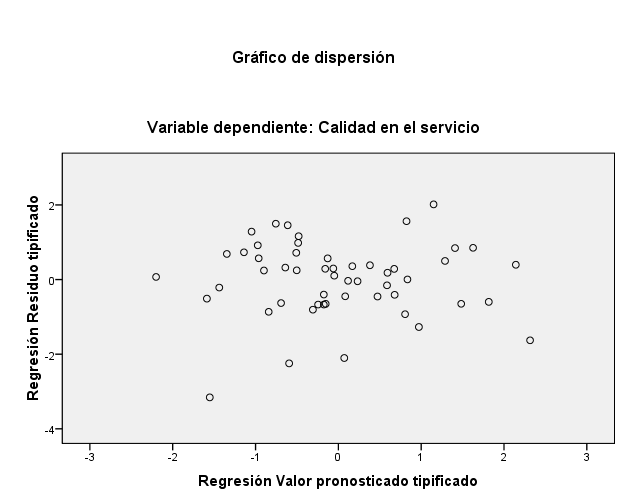 Gráfico de dispersión
Variable dependiente: Calidad en el servicio
Regresión Residuo tipificado
2
0
-2
-4
-3
-2
-1
0
1
2
3
Regresión Valor pronosticado tipificado